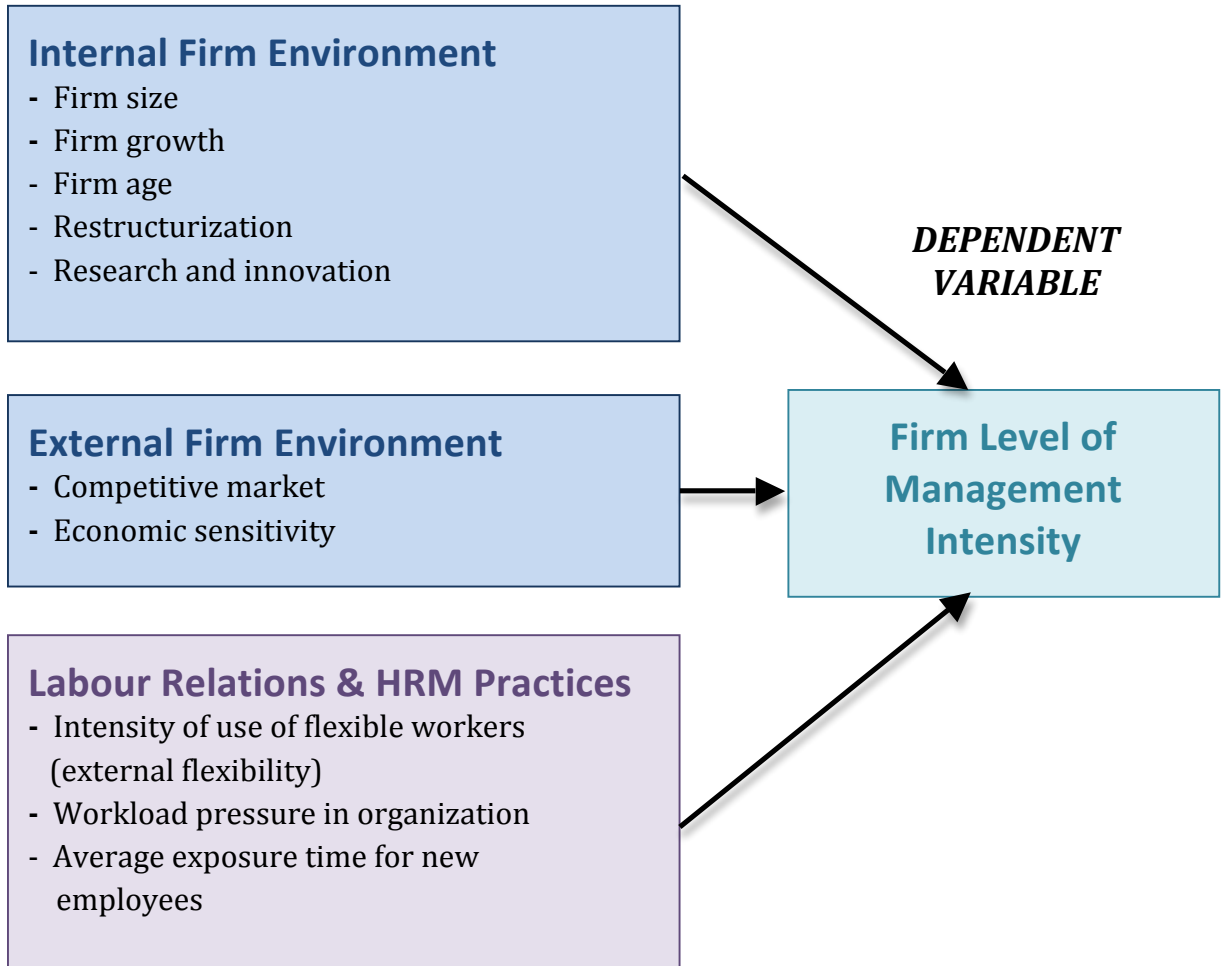 Internal Firm Environment
- Firm size
- Firm growth
- Firm age
- Restructurization
- Research and innovation
DEPENDENT
VARIABLE
External Firm Environment
- Competitive market
- Economic sensitivity
Firm Level of
Management
Intensity
Labour Relations & HRM Practices
- Intensity of use of flexible workers
(external flexibility)
- Workload pressure in organization
- Average exposure time for new
employees